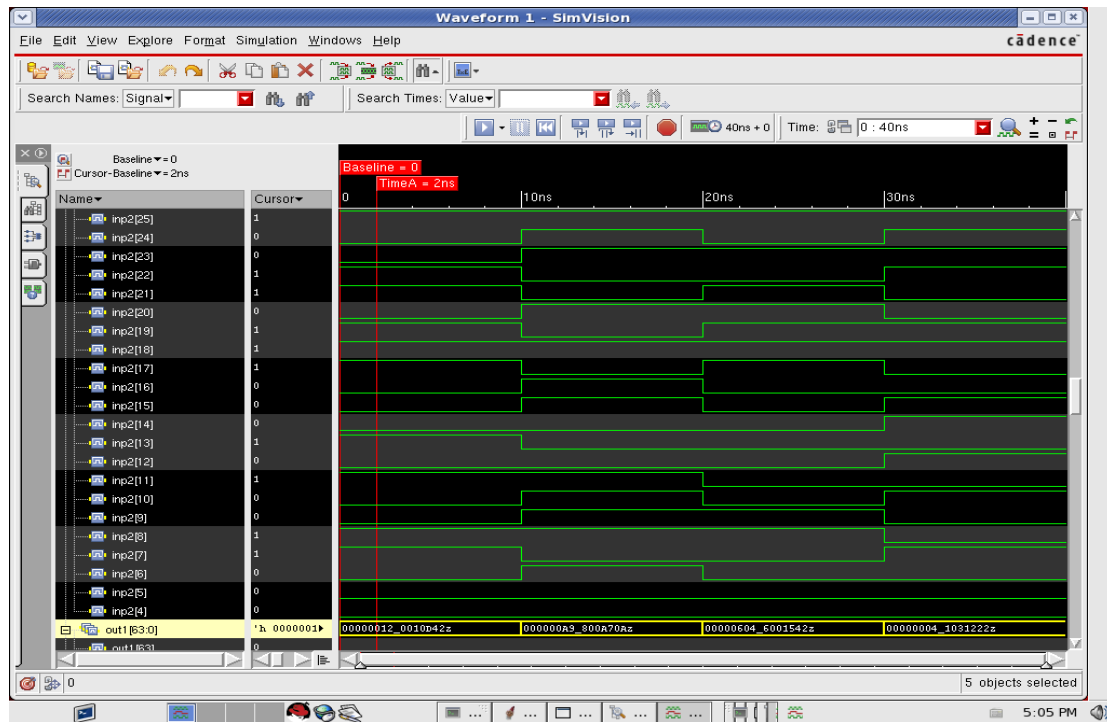 Waveform 1 - SimVision
File Edit View Explore Format Simulation Windows Help
cādence
Search Names: Signal
Search Times: Value
40ns + 0
Time: 0 : 40ns
Baseline = 0
Cursor-Baseline = 2ns
Baseline = 0
TimeA = 2ns
Name Cursor 0 10ns 20ns 30ns
inp2[25] 1
inp2[24] 0
inp2[23] 0
inp2[22] 1
inp2[21] 1
inp2[20] 0
inp2[19] 1
inp2[18] 1
inp2[17] 1
inp2[16] 0
inp2[15] 0
inp2[14] 0
inp2[13] 1
inp2[12] 0
inp2[11] 1
inp2[10] 0
inp2[9] 0
inp2[8] 1
inp2[7] 1
inp2[6] 0
inp2[5] 0
inp2[4] 0
out1[63:0] 'h 0000001 00000012_0010D42z 000000A9_800A70Az 00000604_6001542z 00000004_1031222z
out1[63] 0
0
5 objects selected
... ... ... ... ...
5:05 PM